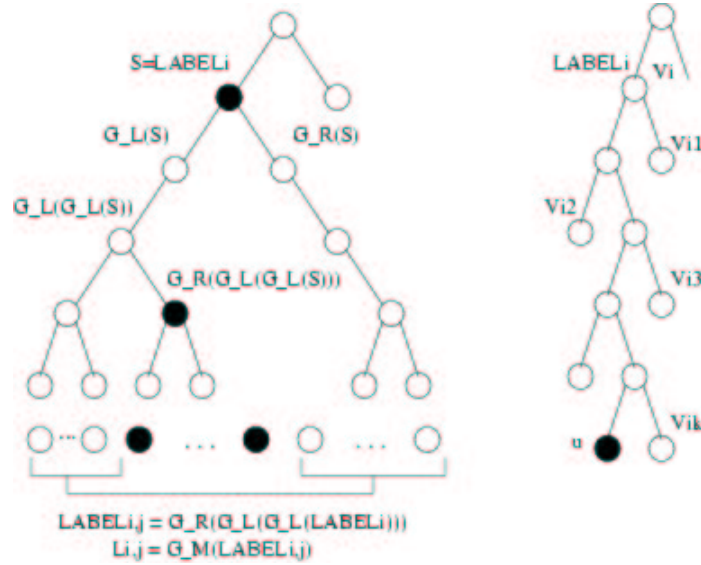 S=LABELi
G_L(S)
G_R(S)
G_L(G_L(S))
G_R(G_L(G_L(S)))
...
. . .
. . .
LABELi,j = G_R(G_L(G_L(LABELi)))
Li,j = G_M(LABELi,j)
LABELi
Vi
Vi1
Vi2
Vi3
Vik
u